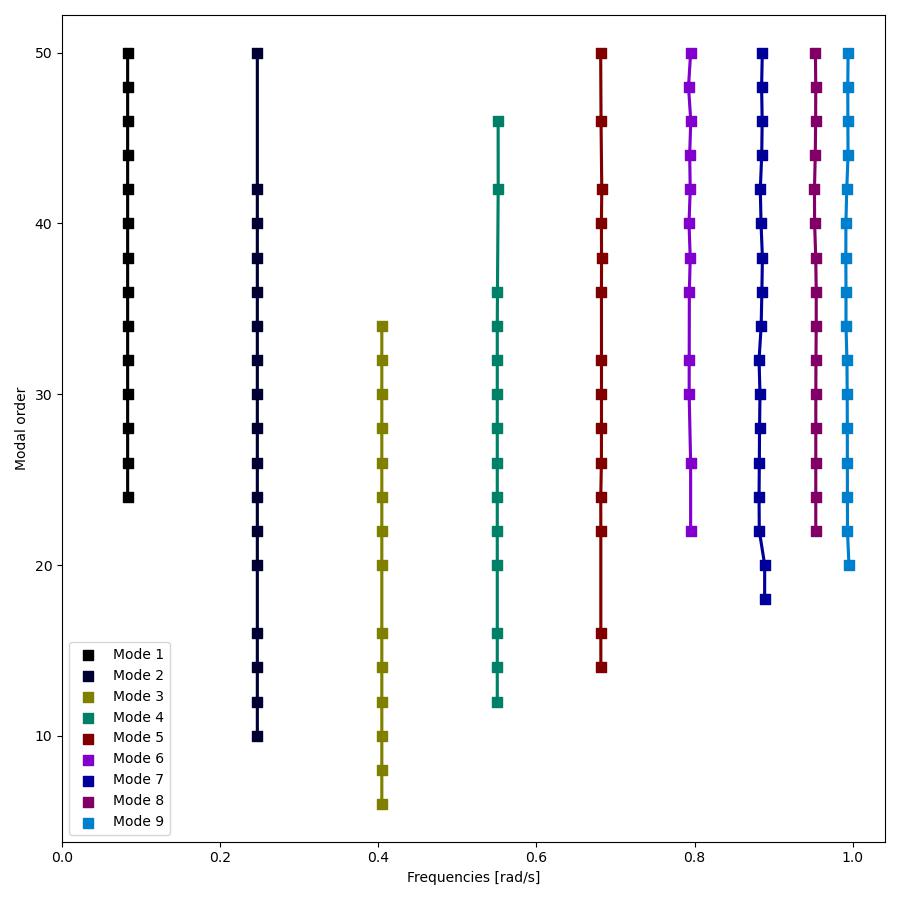 50
40
30
20
10
Modal order
Mode 1
Mode 2
Mode 3
Mode 4
Mode 5
Mode 6
Mode 7
Mode 8
Mode 9
0.0 0.2 0.4 0.6 0.8 1.0
Frequencies [rad/s]